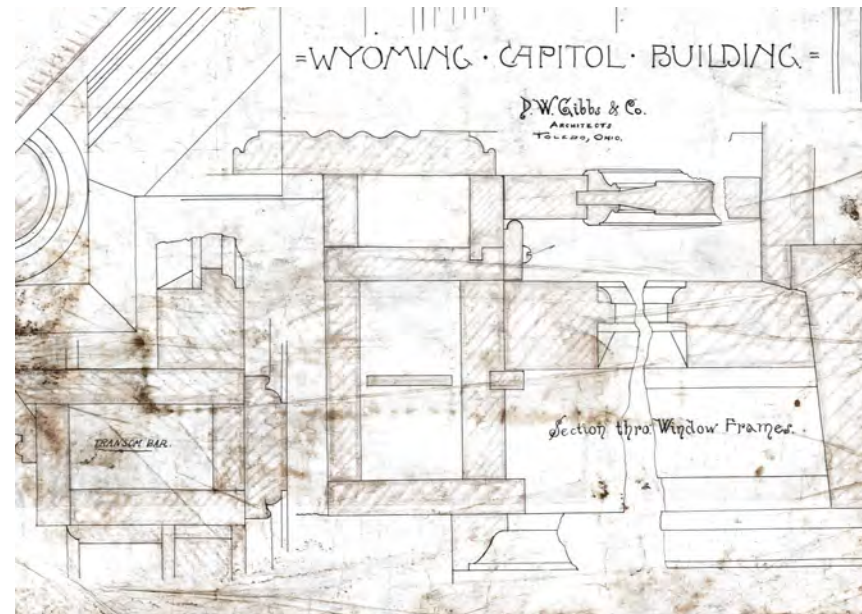 =WYOMING · CAPITOL · BUILDING=
D.W. Gibbs & Co.
ARCHITECTS
TOLEDO, OHIO.
TRANSOM BAR.
Section thro Window Frames.